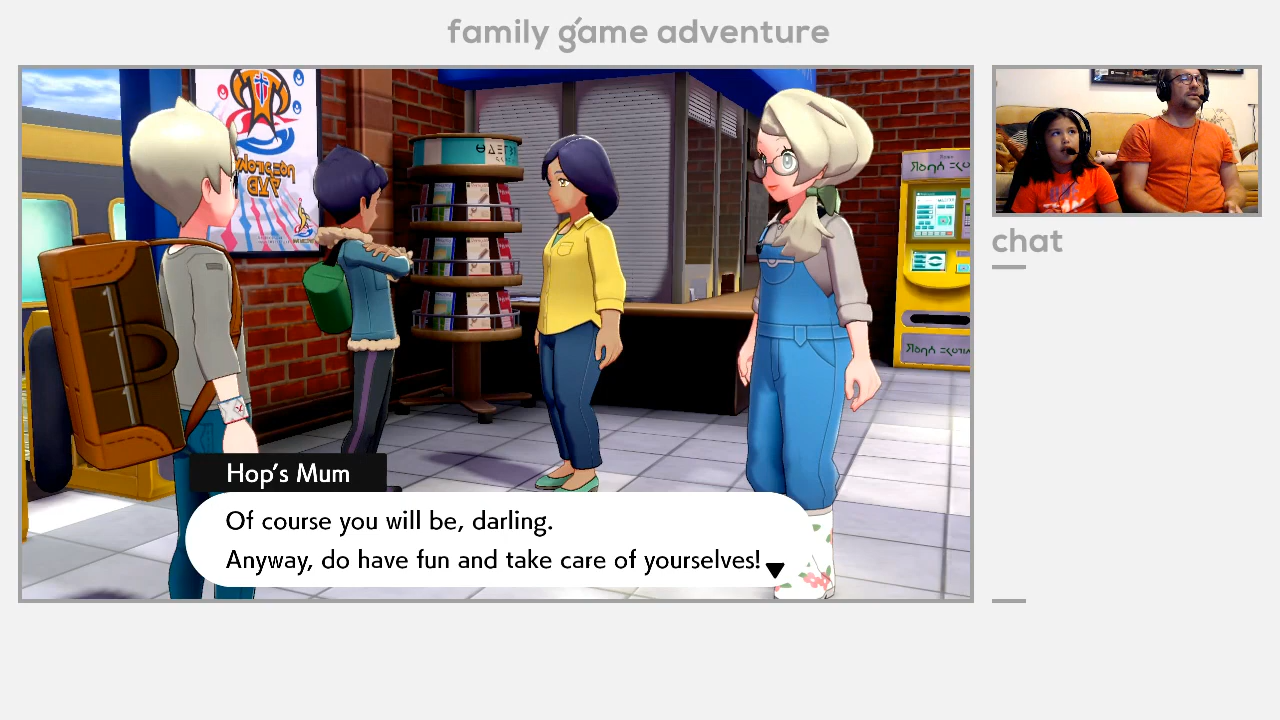 family game adventure
chat
Hop's Mum
Of course you will be, darling.
Anyway, do have fun and take care of yourselves!